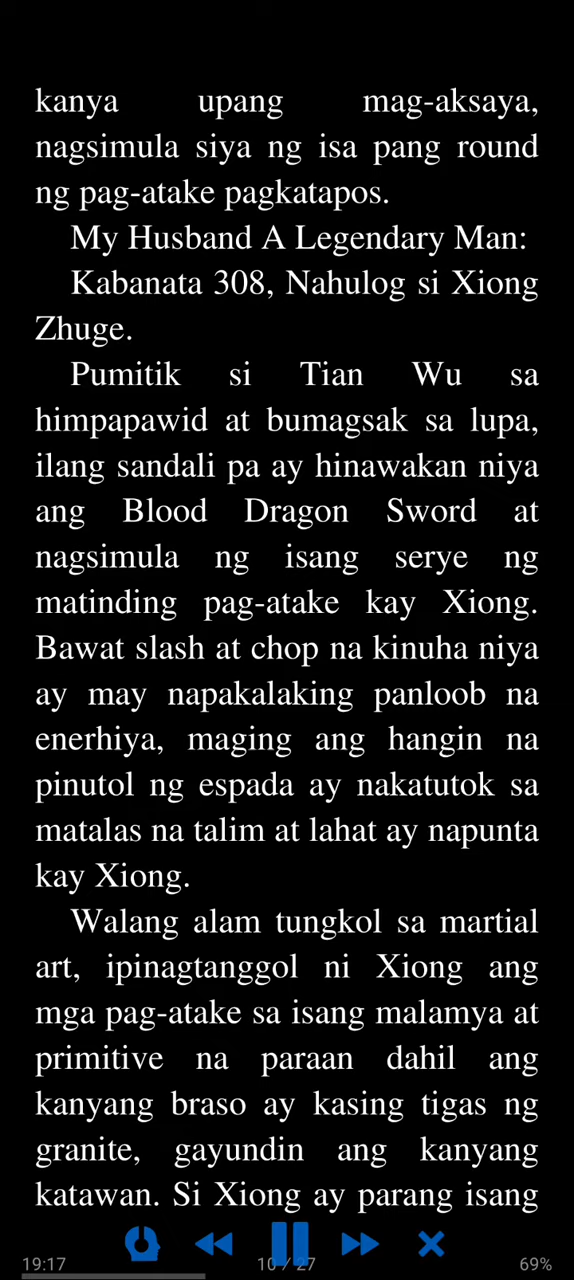 kanya upang mag-aksaya,
nagsimula siya ng isa pang round
ng pag-atake pagkatapos.
My Husband A Legendary Man:
Kabanata 308, Nahulog si Xiong
Zhuge.
Pumitik si Tian Wu sa
himpapawid at bumagsak sa lupa,
ilang sandali pa ay hinawakan niya
ang Blood Dragon Sword at
nagsimula ng isang serye ng
matinding pag-atake kay Xiong.
Bawat slash at chop na kinuha niya
ay may napakalaking panloob na
enerhiya, maging ang hangin na
pinutol ng espada ay nakatutok sa
matalas na talim at lahat ay napunta
kay Xiong.
Walang alam tungkol sa martial
art, ipinagtanggol ni Xiong ang
mga pag-atake sa isang malamya at
primitive na paraan dahil ang
kanyang braso ay kasing tigas ng
granite, gayundin ang kanyang
katawan. Si Xiong ay parang isang
19:17 10 / 27 69%